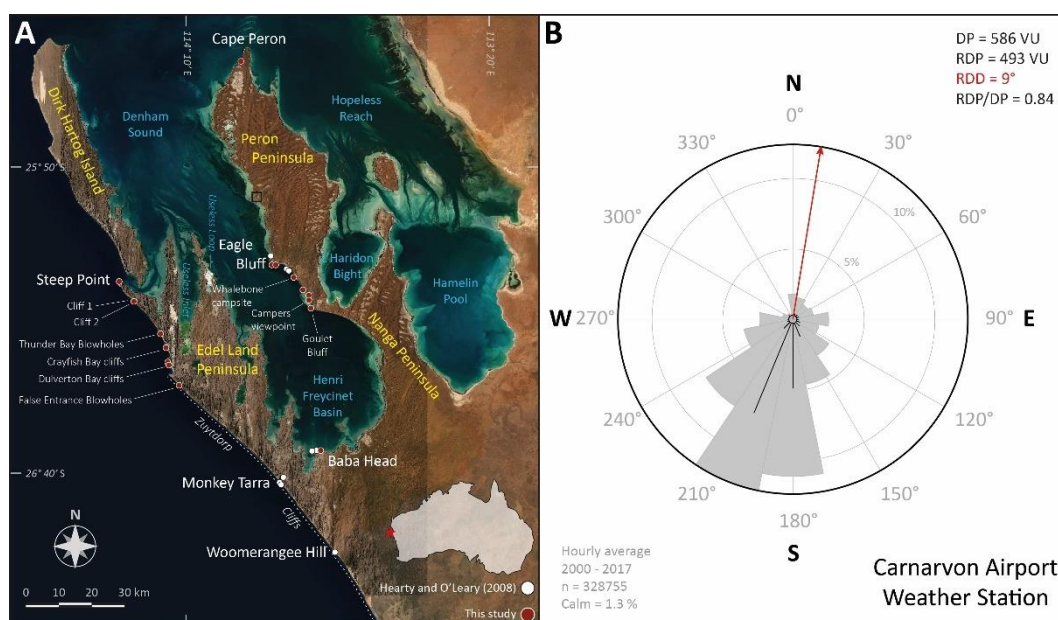 A
Cape Peron
114° 10' E
113° 20' E
Dirk Hartog Island
Denham
Sound
Hopeless
Reach
Peron
Peninsula
25° 50' S
Useless Loop
Eagle
Bluff
Steep Point
Useless Inlet
Whalebone
campsite
Haridon
Bight
Hamelin
Pool
Cliff 1
Cliff 2
Campers
viewpoint
Thunder Bay Blowholes
Goulet
Bluff
Nanga Peninsula
Crayfish Bay cliffs
Edel Land
Peninsula
Dulverton Bay cliffs
False Entrance Blowholes
Henri
Freycinet
Basin
Zuytdorp
Cliffs
26° 40' S
Baba Head
Monkey Tarra
N
Woomerangee Hill
0 10 20 30 km
Hearty and O'Leary (2008)
This study
B
DP = 586 VU
RDP = 493 VU
RDD = 9°
RDP/DP = 0.84
N
0°
330°
30°
300°
60°
10%
5%
W
270°
90°
E
240°
120°
210°
150°
180°
S
Hourly average
2000 - 2017
n = 328755
Calm = 1.3 %
Carnarvon Airport
Weather Station